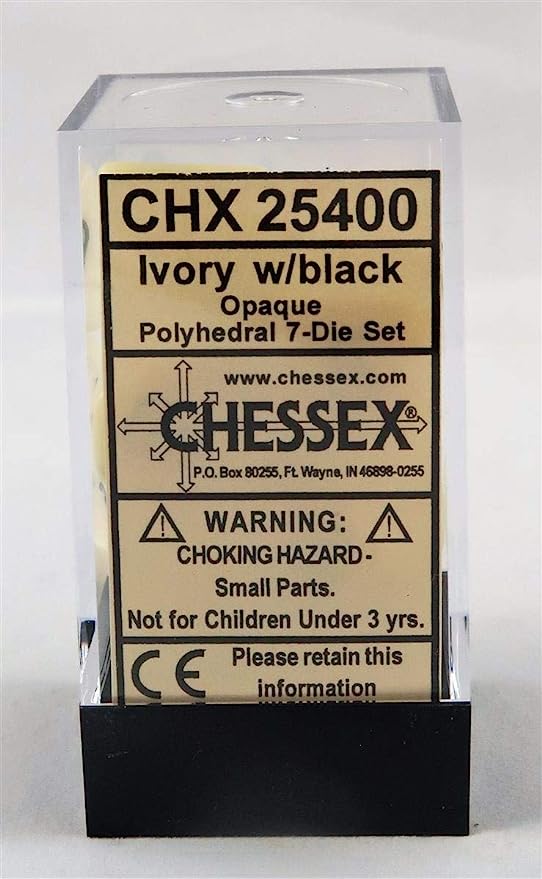 CHX 25400
Ivory w/black
Opaque
Polyhedral 7-Die Set
www.chessex.com
CHESSEX®
P.O. Box 80255, Ft. Wayne, IN 46898-0255
WARNING:
CHOKING HAZARD-
Small Parts.
Not for Children Under 3 yrs.
CE Please retain this
information